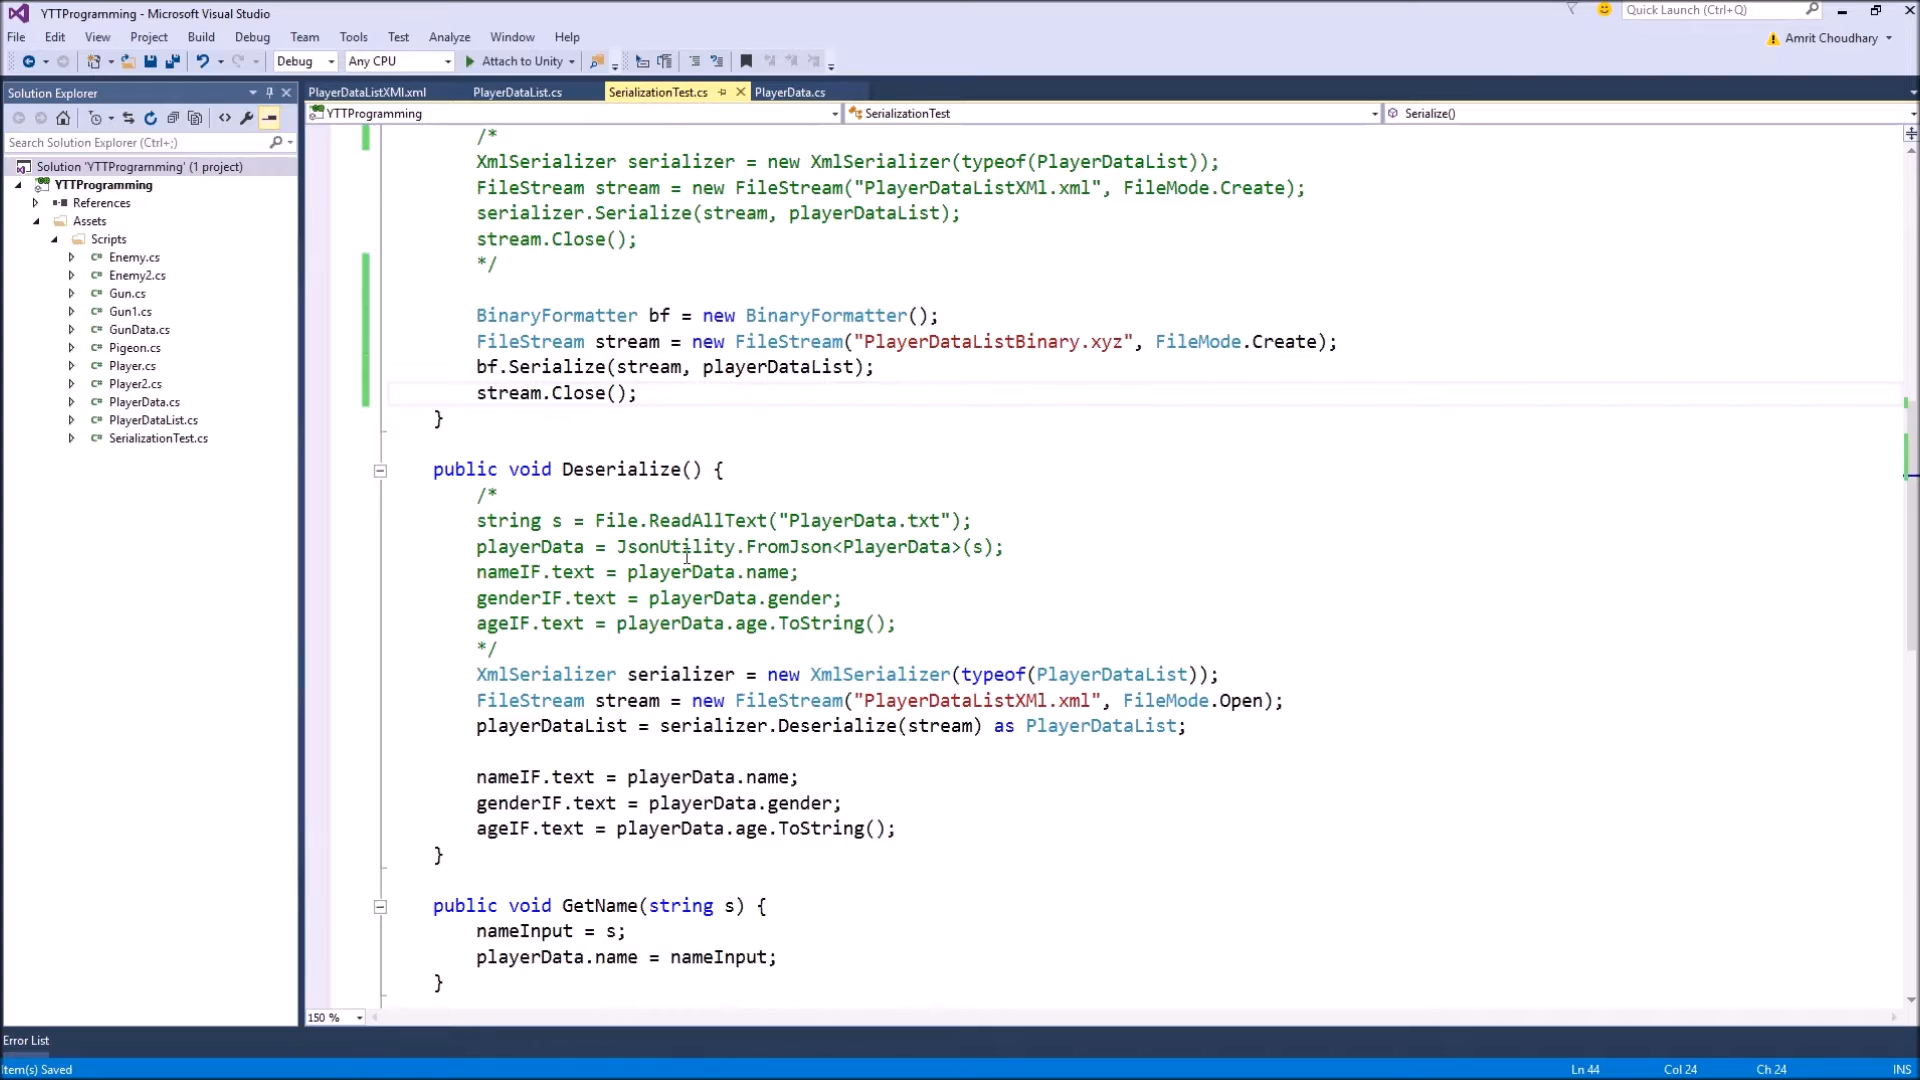 YTTProgramming - Microsoft Visual Studio
Quick Launch (Ctrl+Q)
File Edit View Project Build Debug Team Tools Test Analyze Window Help
Amrit Choudhary
Debug Any CPU Attach to Unity
Solution Explorer
PlayerDataListXMl.xml PlayerDataList.cs SerializationTest.cs PlayerData.cs
YTTProgramming SerializationTest Serialize()
Search Solution Explorer (Ctrl+;)
Solution 'YTTProgramming' (1 project)
YTTProgramming
References
Assets
Scripts
Enemy.cs
Enemy2.cs
Gun.cs
Gun1.cs
GunData.cs
Pigeon.cs
Player.cs
Player2.cs
PlayerData.cs
PlayerDataList.cs
SerializationTest.cs
/*
XmlSerializer serializer = new XmlSerializer(typeof(PlayerDataList));
FileStream stream = new FileStream("PlayerDataListXMl.xml", FileMode.Create);
serializer.Serialize(stream, playerDataList);
stream.Close();
*/
BinaryFormatter bf = new BinaryFormatter();
FileStream stream = new FileStream("PlayerDataListBinary.xyz", FileMode.Create);
bf.Serialize(stream, playerDataList);
stream.Close();
}
public void Deserialize() {
/*
string s = File.ReadAllText("PlayerData.txt");
playerData = JsonUtility.FromJson<PlayerData>(s);
nameIF.text = playerData.name;
genderIF.text = playerData.gender;
ageIF.text = playerData.age.ToString();
*/
XmlSerializer serializer = new XmlSerializer(typeof(PlayerDataList));
FileStream stream = new FileStream("PlayerDataListXMl.xml", FileMode.Open);
playerDataList = serializer.Deserialize(stream) as PlayerDataList;
nameIF.text = playerData.name;
genderIF.text = playerData.gender;
ageIF.text = playerData.age.ToString();
}
public void GetName(string s) {
nameInput = s;
playerData.name = nameInput;
}
150 %
Error List
Item(s) Saved Ln 44 Col 24 Ch 24 INS